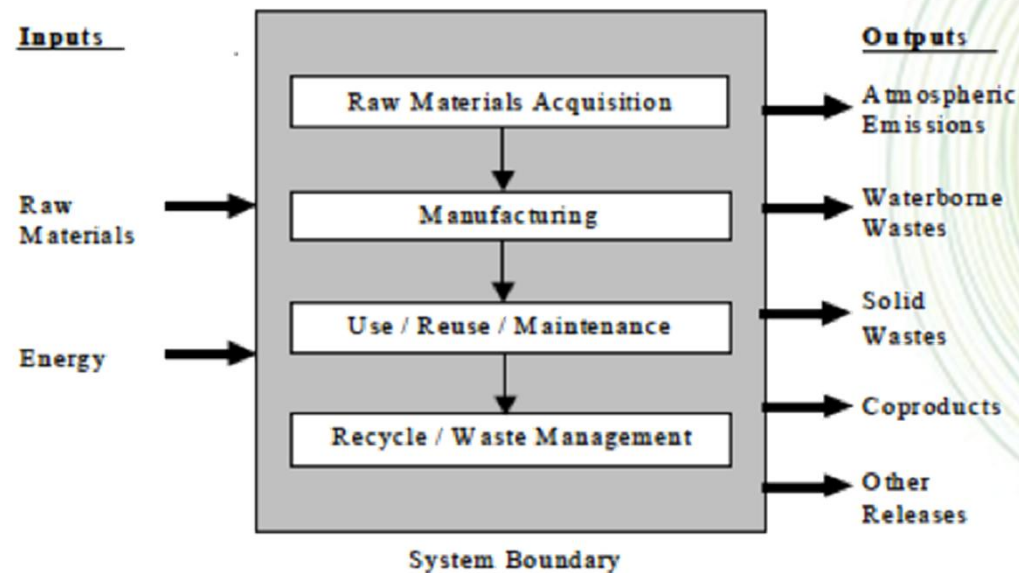 Inputs
Outputs
Raw Materials Acquisition
Atmospheric
Emissions
Raw
Materials
Manufacturing
Waterborne
Wastes
Use / Reuse / Maintenance
Solid
Wastes
Energy
Recycle / Waste Management
Coproducts
Other
Releases
System Boundary